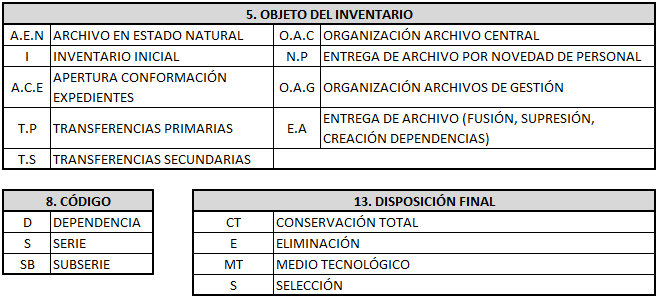 5. OBJETO DEL INVENTARIO
A.E.N ARCHIVO EN ESTADO NATURAL O.A.C ORGANIZACIÓN ARCHIVO CENTRAL
I INVENTARIO INICIAL N.P ENTREGA DE ARCHIVO POR NOVEDAD DE PERSONAL
A.C.E APERTURA CONFORMACIÓN
EXPEDIENTES O.A.G ORGANIZACIÓN ARCHIVOS DE GESTIÓN
T.P TRANSFERENCIAS PRIMARIAS E.A ENTREGA DE ARCHIVO (FUSIÓN, SUPRESIÓN,
CREACIÓN DEPENDENCIAS)
T.S TRANSFERENCIAS SECUNDARIAS
8. CÓDIGO
D DEPENDENCIA
S SERIE
SB SUBSERIE
13. DISPOSICIÓN FINAL
CT CONSERVACIÓN TOTAL
E ELIMINACIÓN
MT MEDIO TECNOLÓGICO
S SELECCIÓN